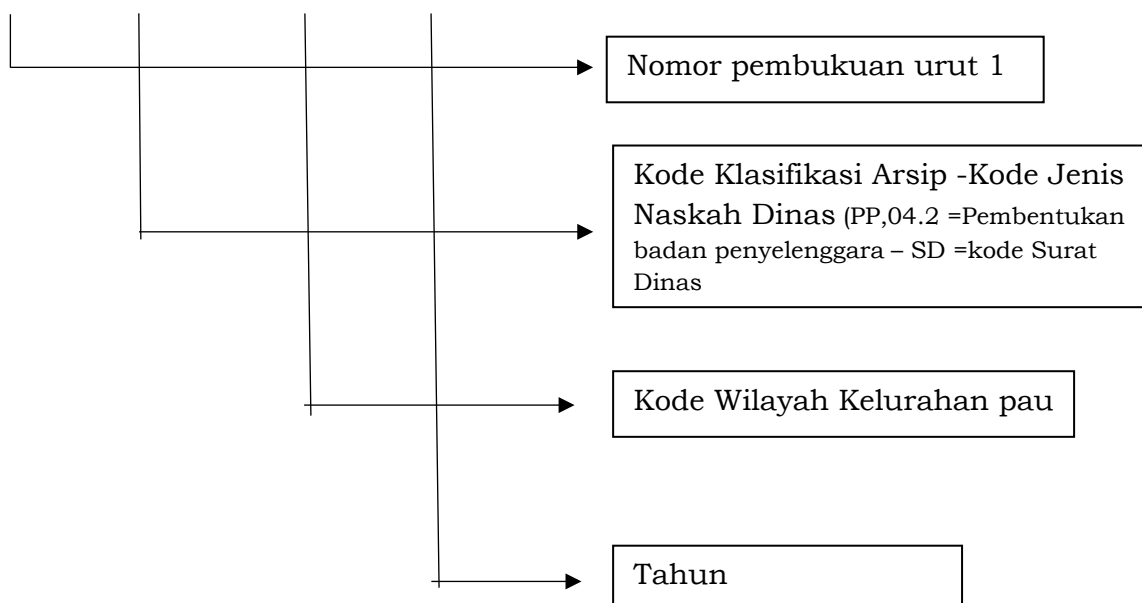 Nomor pembukuan urut 1
Kode Klasifikasi Arsip -Kode Jenis
Naskah Dinas (PP,04.2 =Pembentukan
badan penyelenggara – SD =kode Surat
Dinas
Kode Wilayah Kelurahan pau
Tahun